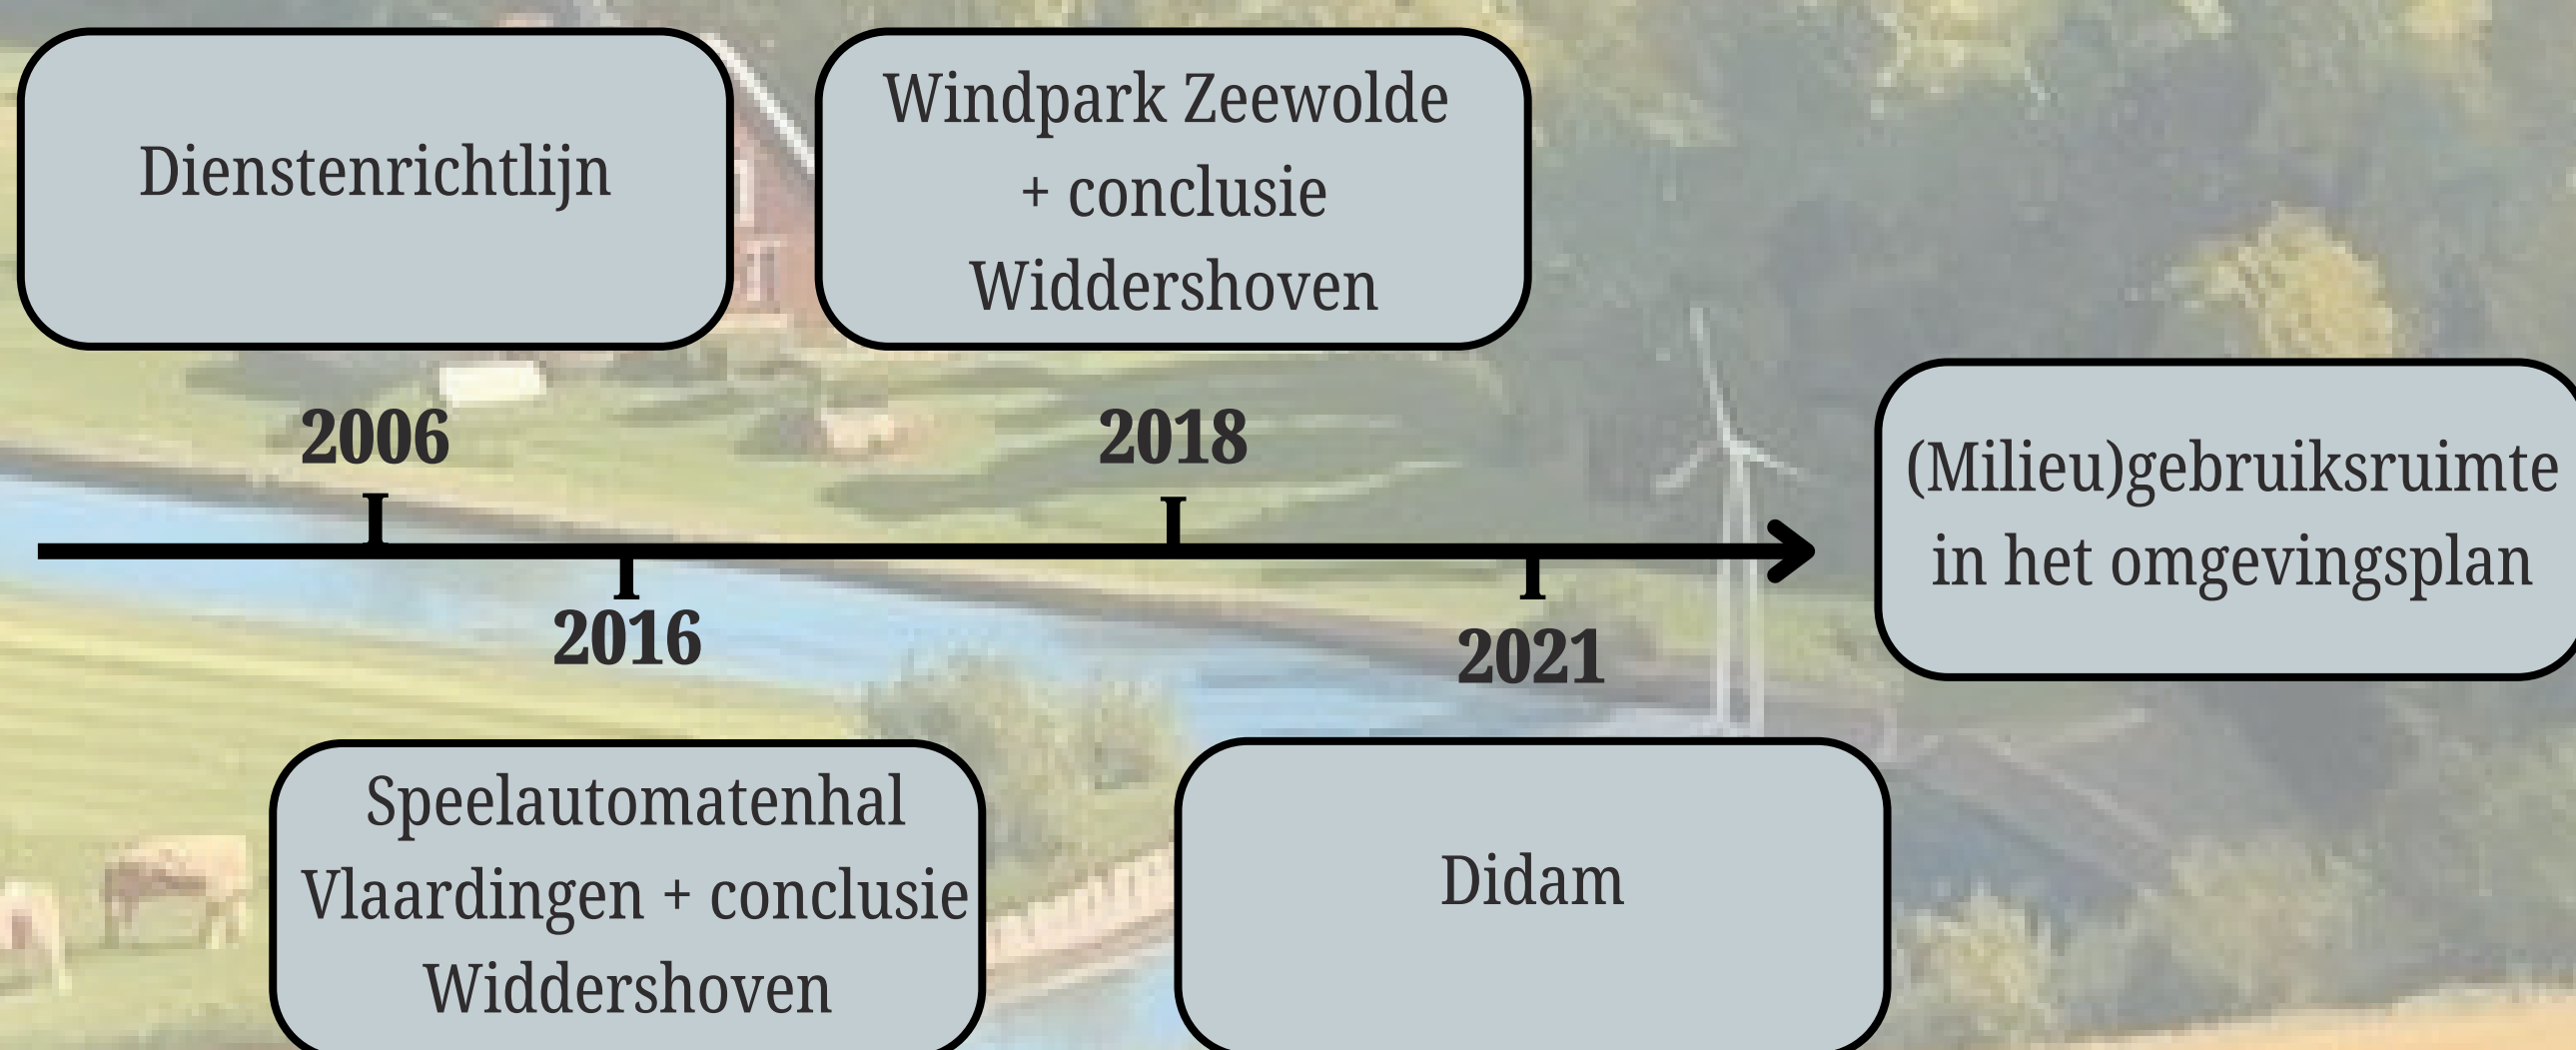 Dienstenrichtlijn
Windpark Zeewolde
+ conclusie
Widdershoven
2006
2018
(Milieu)gebruiksruimte
in het omgevingsplan
2016
2021
Speelautomatenhal
Vlaardingen + conclusie
Widdershoven
Didam